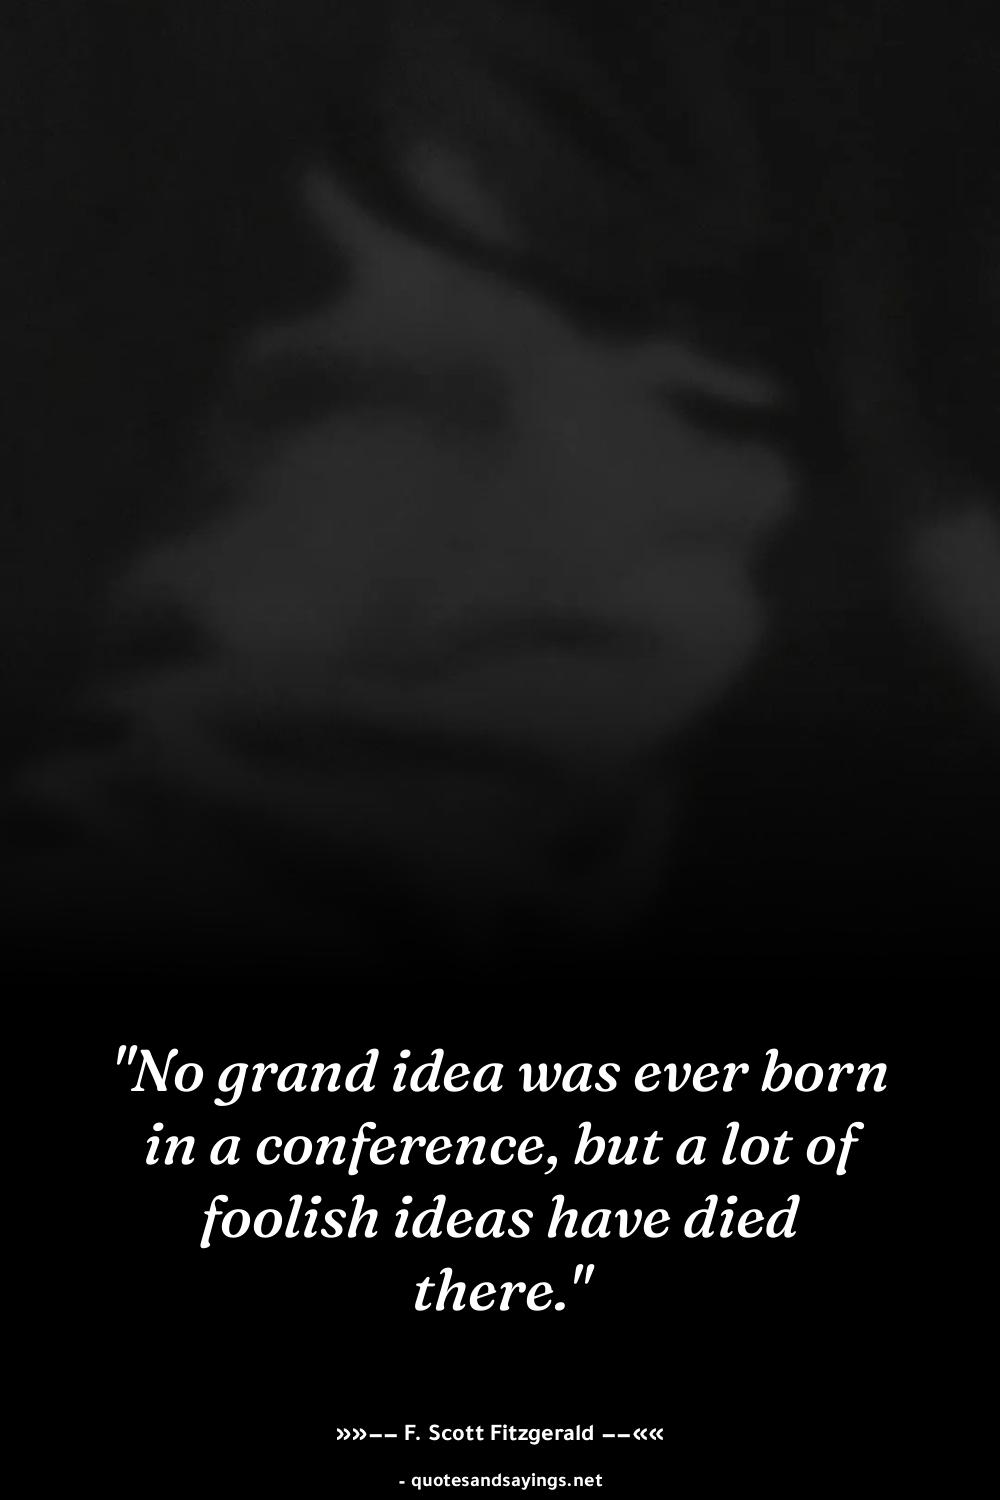 "No grand idea was ever born
in a conference, but a lot of
foolish ideas have died
there."
»»–– F. Scott Fitzgerald ––««
- quotesandsayings.net